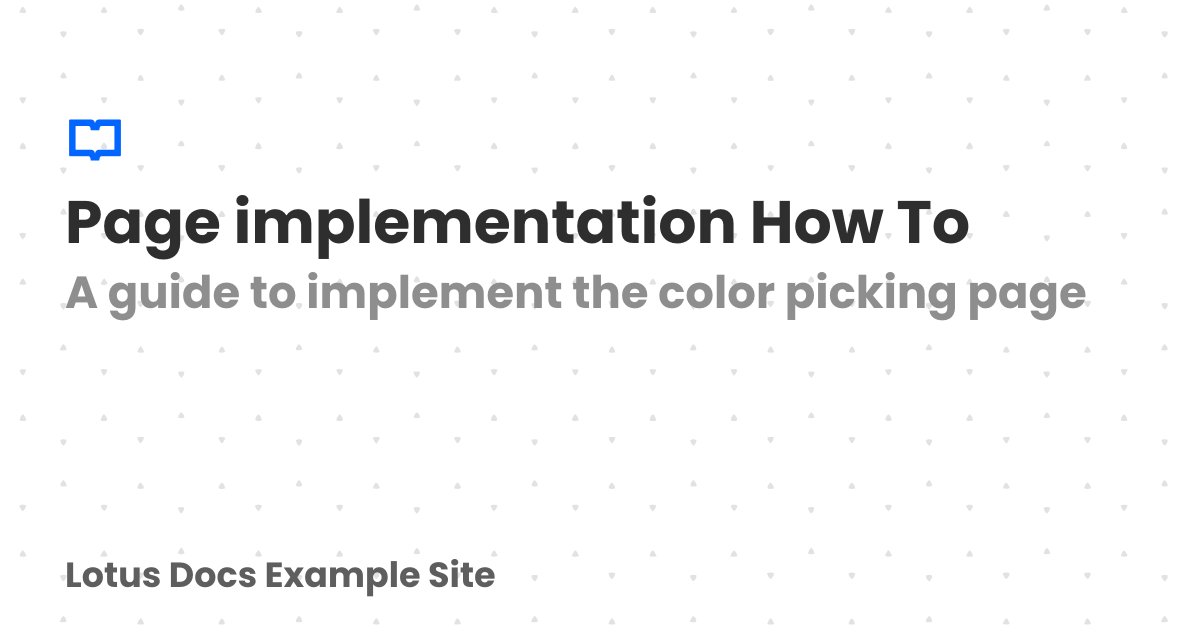 Page implementation How To
A guide to implement the color picking page
Lotus Docs Example Site